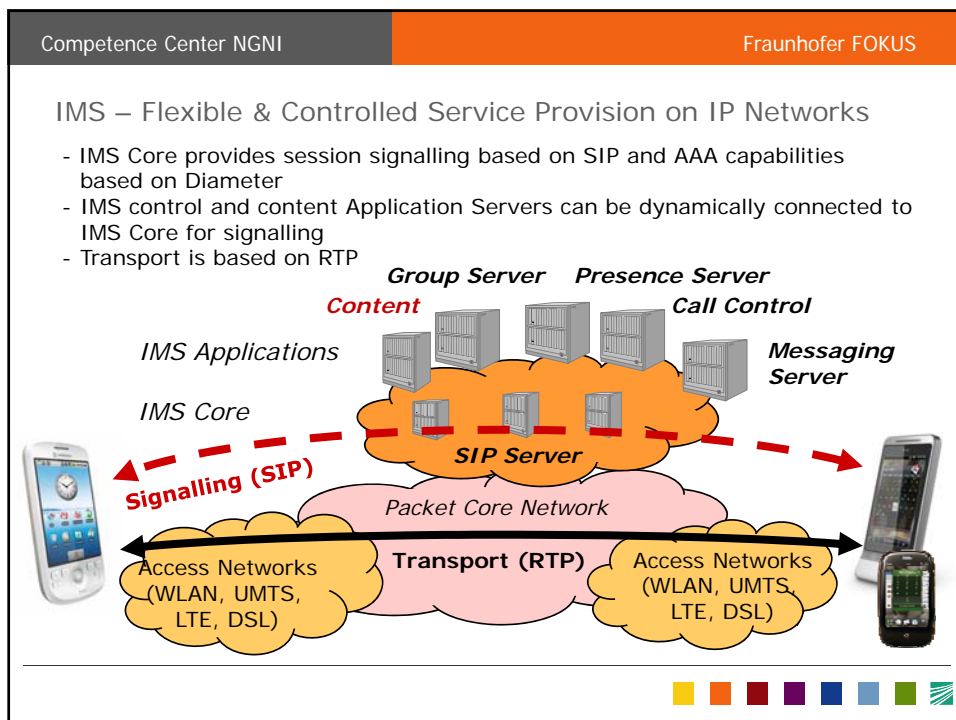 Competence Center NGNI
Fraunhofer FOKUS
IMS – Flexible & Controlled Service Provision on IP Networks
- IMS Core provides session signalling based on SIP and AAA capabilities
based on Diameter
- IMS control and content Application Servers can be dynamically connected to
IMS Core for signalling
- Transport is based on RTP
Group Server
Presence Server
Content
Call Control
IMS Applications
Messaging
Server
IMS Core
SIP Server
Signalling (SIP)
Packet Core Network
Transport (RTP)
Access Networks
(WLAN, UMTS,
LTE, DSL)
Access Networks
(WLAN, UMTS,
LTE, DSL)